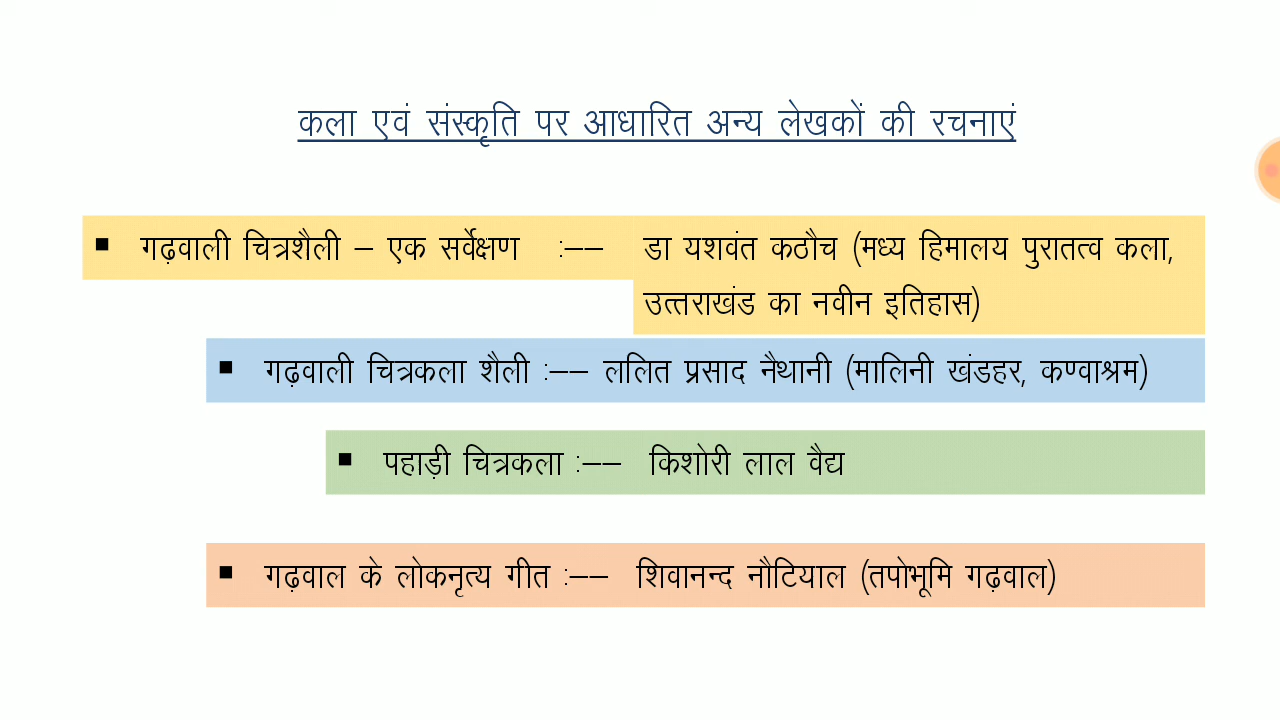 कला एवं संस्कृति पर आधारित अन्य लेखकों की रचनाएं
▪ गढ़वाली चित्रशैली – एक सर्वेक्षण :–– डा यशवंत कठौच (मध्य हिमालय पुरातत्व कला,
उत्तराखंड का नवीन इतिहास)
▪ गढ़वाली चित्रकला शैली :–– ललित प्रसाद नैथानी (मालिनी खंडहर, कण्वाश्रम)
▪ पहाड़ी चित्रकला :–– किशोरी लाल वैद्य
▪ गढ़वाल के लोकनृत्य गीत :–– शिवानन्द नौटियाल (तपोभूमि गढ़वाल)